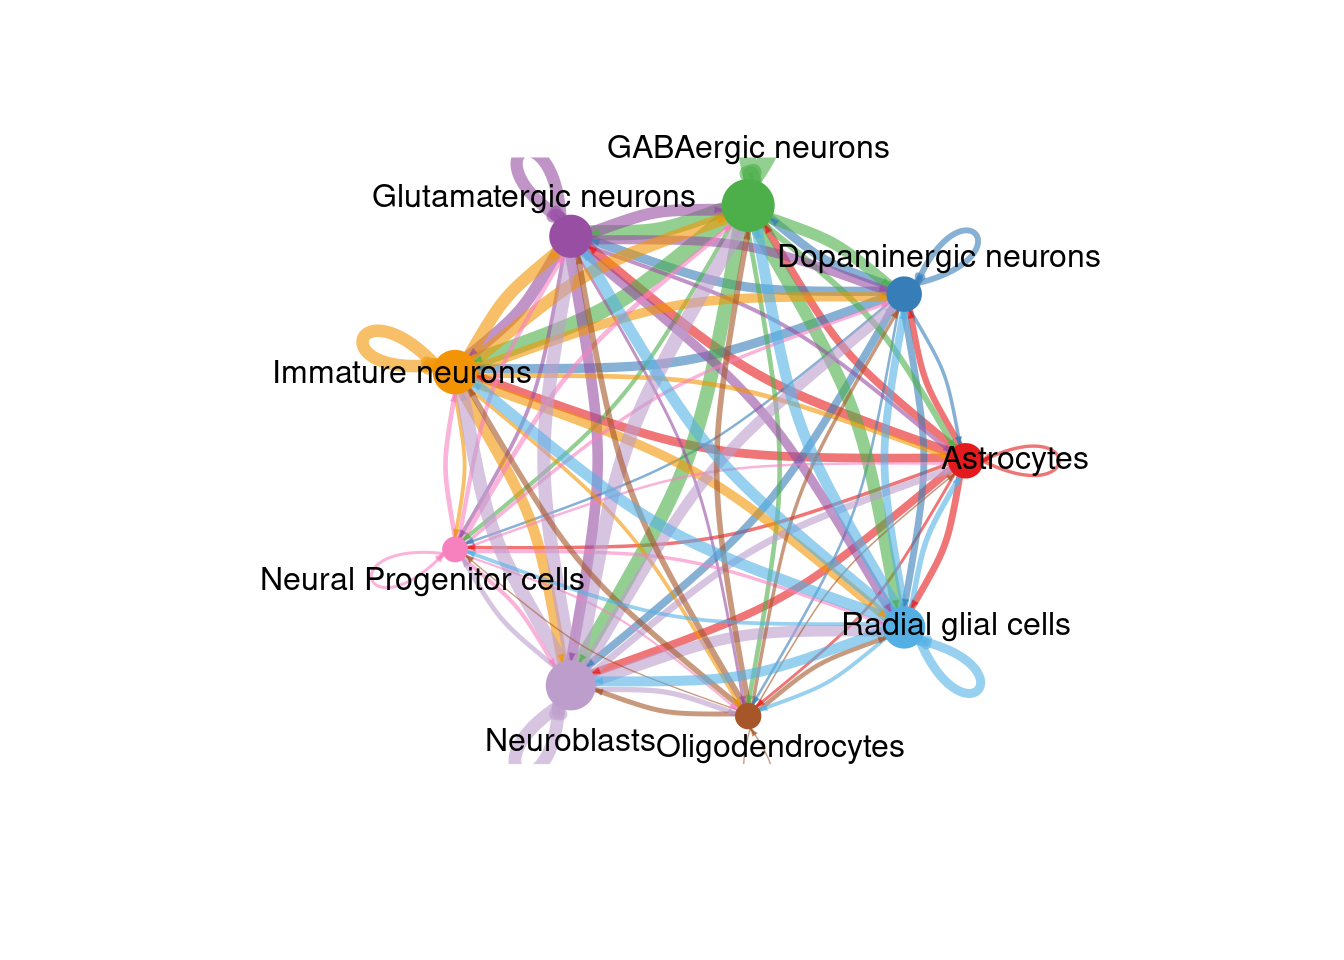 GABAergic neurons
Glutamatergic neurons
Dopaminergic neurons
Immature neurons
Astrocytes
Neural Progenitor cells
Radial glial cells
Neuroblasts
Oligodendrocytes